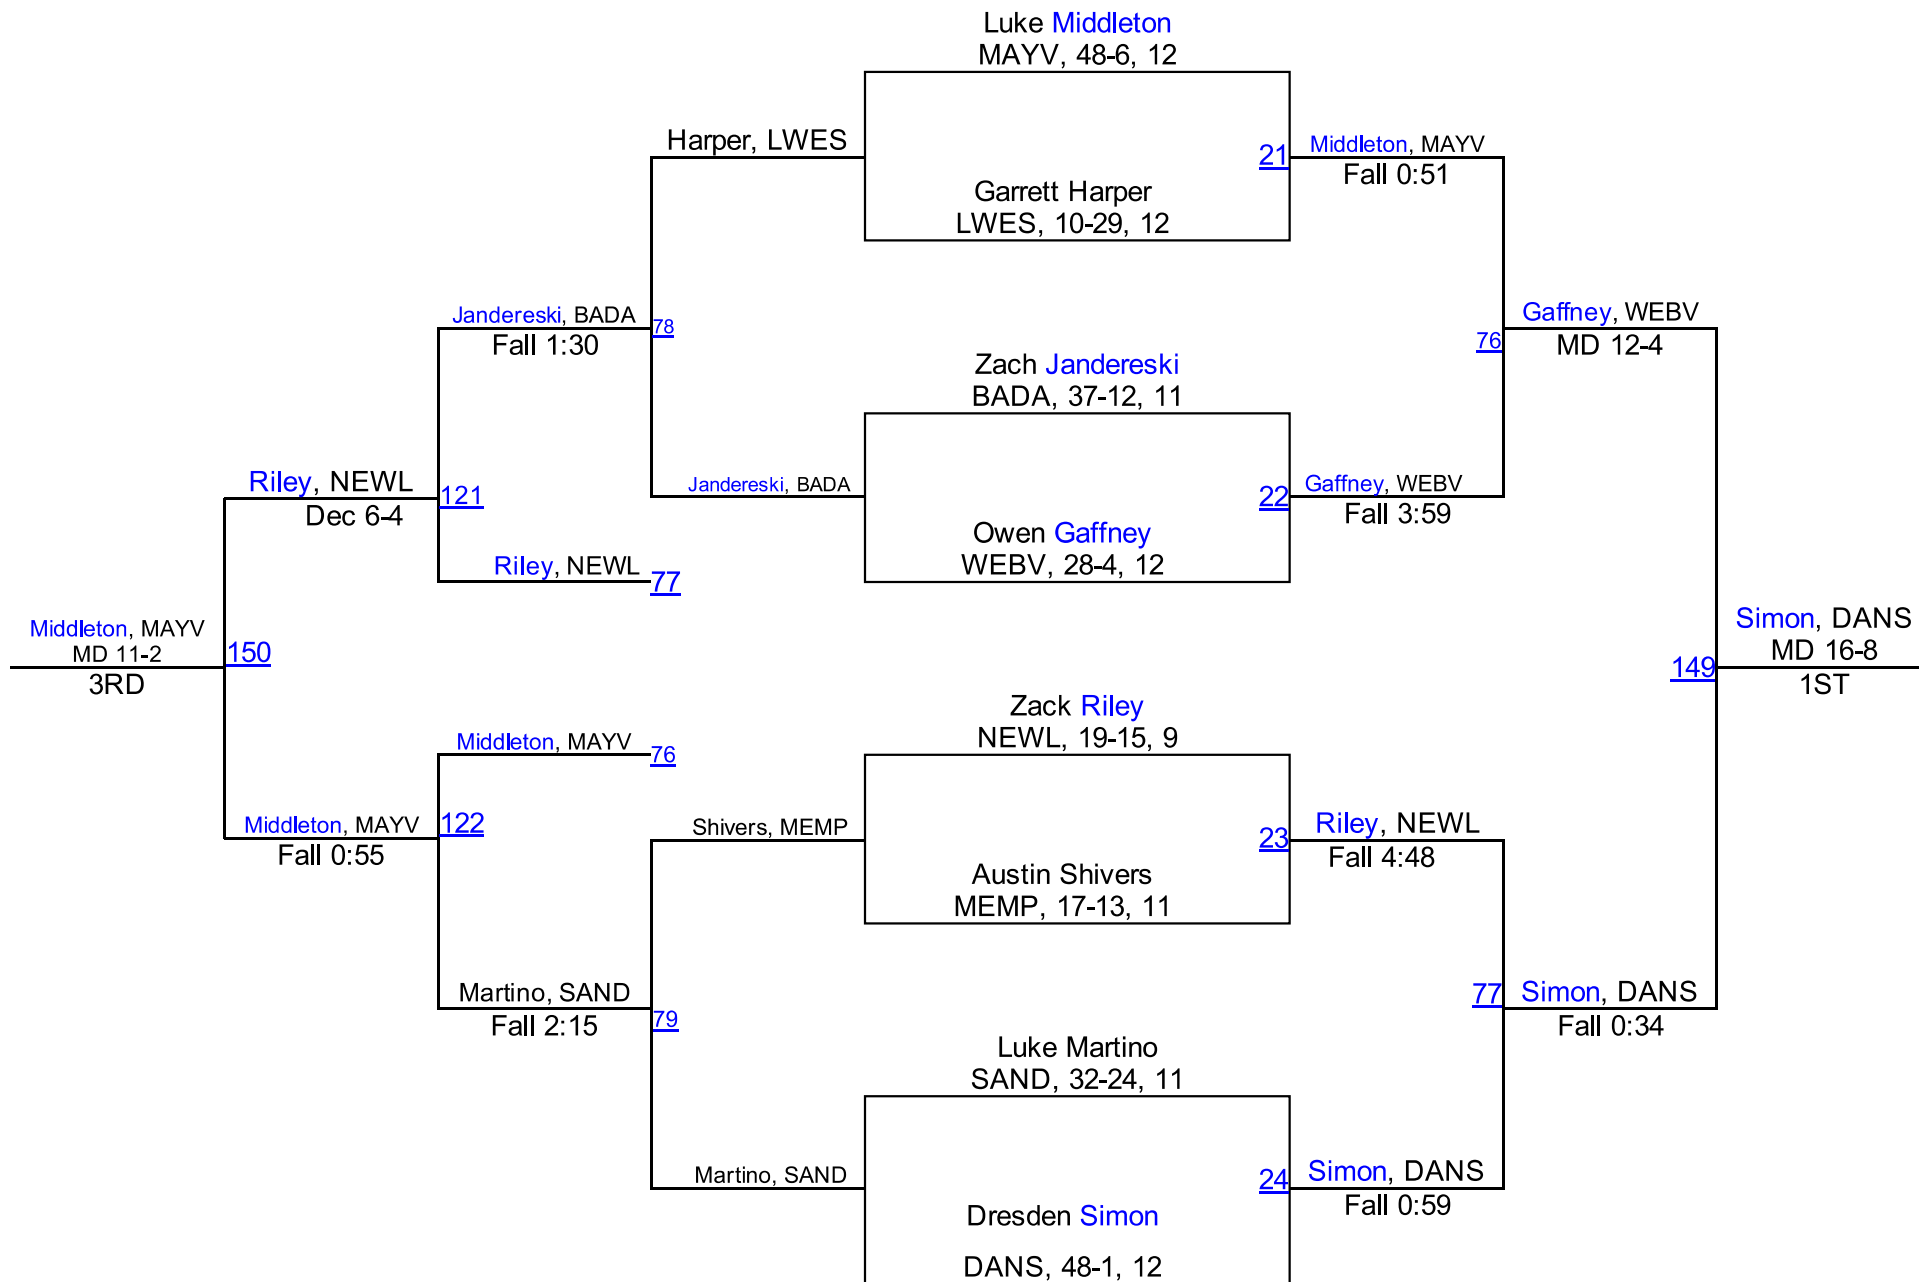 Luke Middleton
MAYV, 48-6, 12
Harper, LWES
21
Middleton, MAYV
Fall 0:51
Garrett Harper
LWES, 10-29, 12
Jandereski, BADA
78
Fall 1:30
Gaffney, WEBV
76
MD 12-4
Zach Jandereski
BADA, 37-12, 11
Riley, NEWL
121
Dec 6-4
Jandereski, BADA
22
Gaffney, WEBV
Fall 3:59
Owen Gaffney
WEBV, 28-4, 12
Riley, NEWL
77
Middleton, MAYV
MD 11-2
150
3RD
Simon, DANS
MD 16-8
149
1ST
Zack Riley
NEWL, 19-15, 9
Middleton, MAYV
76
Middleton, MAYV
122
Fall 0:55
Shivers, MEMP
23
Riley, NEWL
Fall 4:48
Austin Shivers
MEMP, 17-13, 11
Martino, SAND
79
Fall 2:15
77
Simon, DANS
Fall 0:34
Luke Martino
SAND, 32-24, 11
Martino, SAND
24
Simon, DANS
Fall 0:59
Dresden Simon
DANS, 48-1, 12